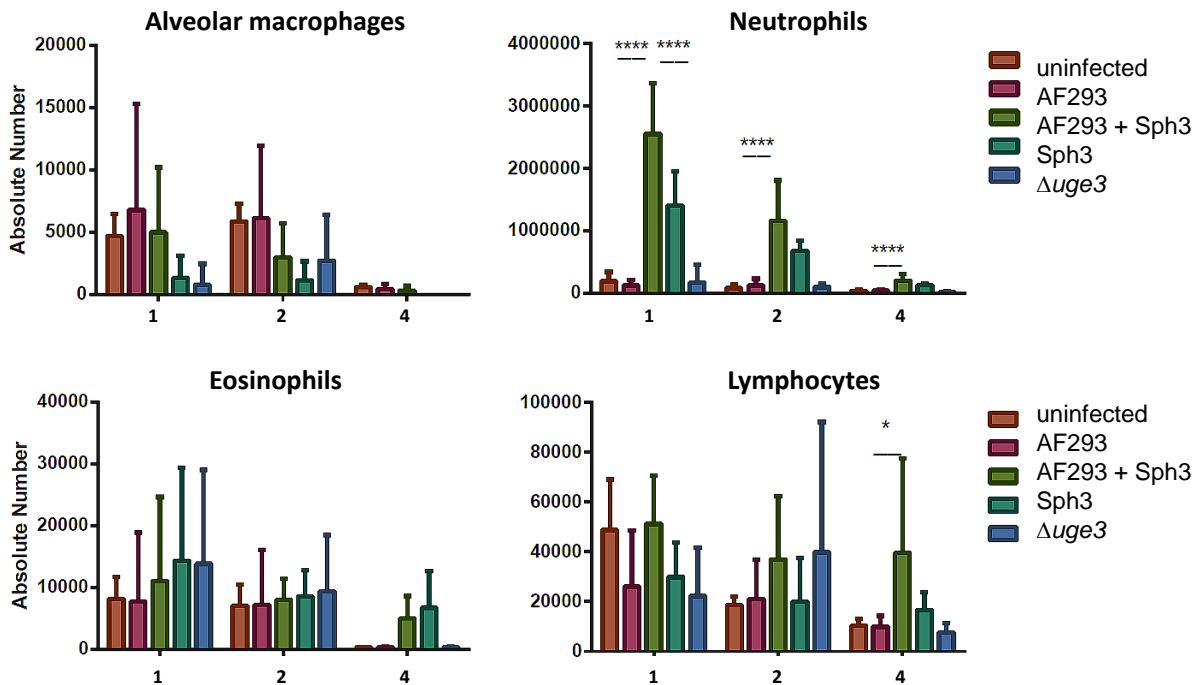 Alveolar macrophages
Absolute Number
20000
15000
10000
5000
0
1 2 4
Neutrophils
4000000
3000000
2000000
1000000
0
**** ****
****
****
1 2 4
uninfected
AF293
AF293 + Sph3
Sph3
Δuge3
Eosinophils
Absolute Number
40000
30000
20000
10000
0
1 2 4
Lymphocytes
100000
80000
60000
40000
20000
0
*
1 2 4
uninfected
AF293
AF293 + Sph3
Sph3
Δuge3